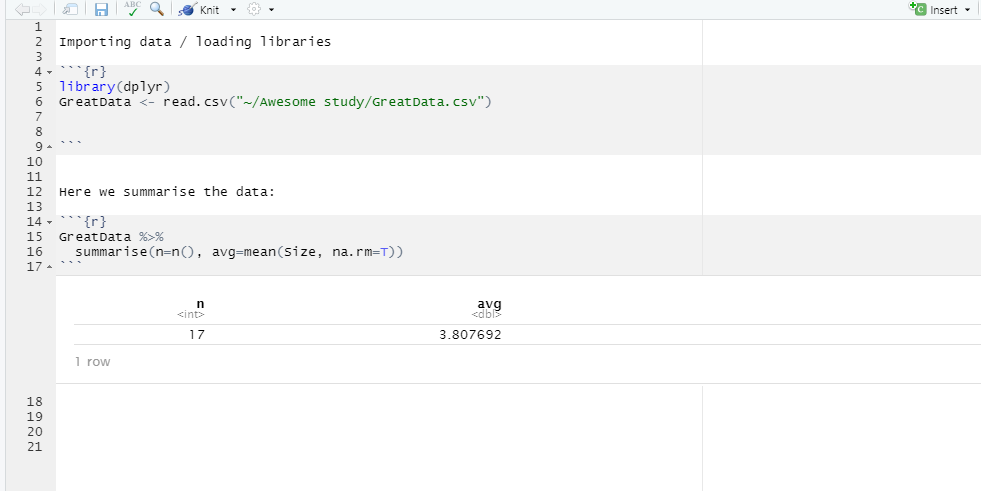 ABC Knit Insert
1
2 Importing data / loading libraries
3
4 ```{r}
5 library(dplyr)
6 GreatData <- read.csv("~/Awesome study/GreatData.csv")
7
8
9 ```
10
11
12 Here we summarise the data:
13
14 ```{r}
15 GreatData %>%
16 summarise(n=n(), avg=mean(Size, na.rm=T))
17 ```
n avg
<int> <dbl>
17 3.807692
1 row
18
19
20
21